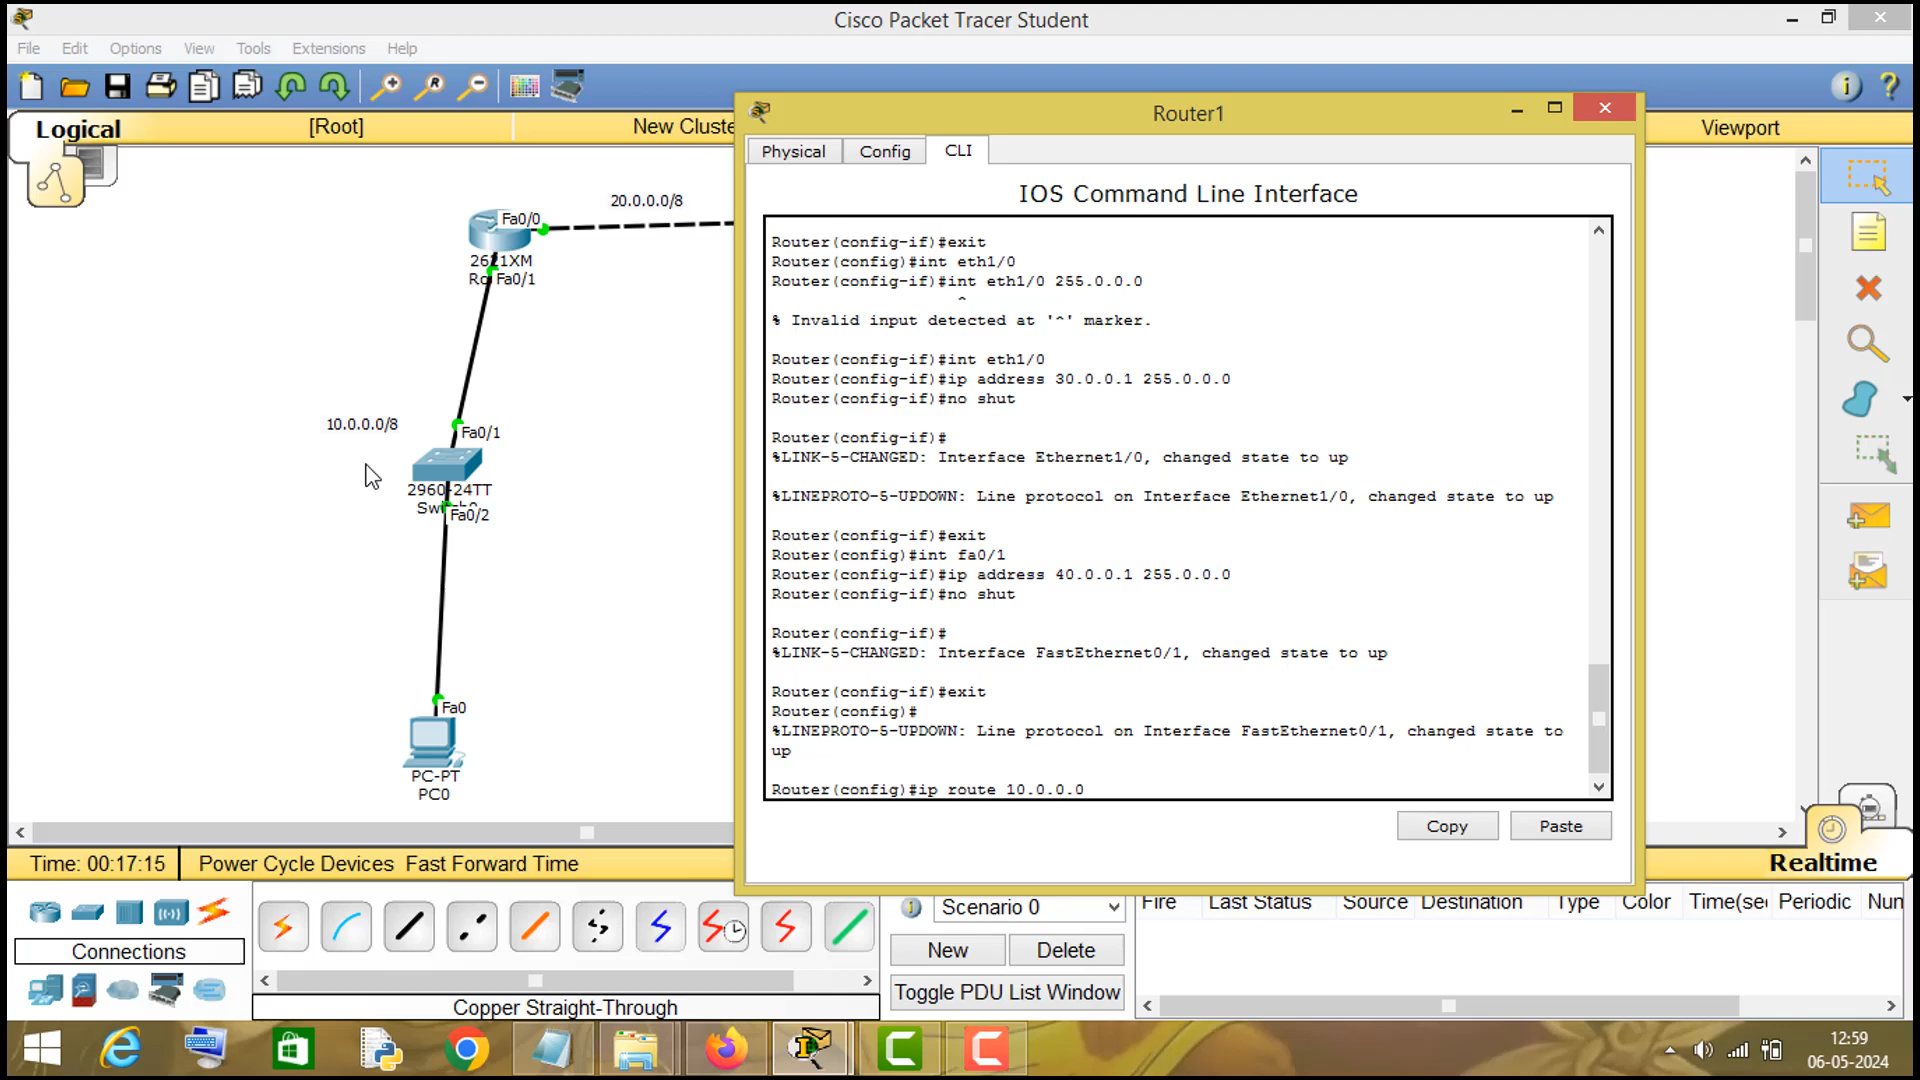 Cisco Packet Tracer Student
File Edit Options View Tools Extensions Help
Logical [Root] New Cluste Viewport
Router1
Physical Config CLI
IOS Command Line Interface
Router(config-if)#exit
Router(config)#int eth1/0
Router(config-if)#int eth1/0 255.0.0.0
^
% Invalid input detected at '^' marker.
Router(config-if)#int eth1/0
Router(config-if)#ip address 30.0.0.1 255.0.0.0
Router(config-if)#no shut
Router(config-if)#
%LINK-5-CHANGED: Interface Ethernet1/0, changed state to up
%LINEPROTO-5-UPDOWN: Line protocol on Interface Ethernet1/0, changed state to up
Router(config-if)#exit
Router(config)#int fa0/1
Router(config-if)#ip address 40.0.0.1 255.0.0.0
Router(config-if)#no shut
Router(config-if)#
%LINK-5-CHANGED: Interface FastEthernet0/1, changed state to up
Router(config-if)#exit
Router(config)#
%LINEPROTO-5-UPDOWN: Line protocol on Interface FastEthernet0/1, changed state to
up
Router(config)#ip route 10.0.0.0
Copy Paste
20.0.0.0/8
Fa0/0
2621XM
Ro Fa0/1
10.0.0.0/8
Fa0/1
2960-24TT
Fa0/2
Fa0
PC-PT
PC0
Time: 00:17:15 Power Cycle Devices Fast Forward Time Realtime
Scenario 0
Fire Last Status Source Destination Type Color Time(sec Periodic Num
New Delete
Toggle PDU List Window
Connections
Copper Straight-Through
12:59
06-05-2024